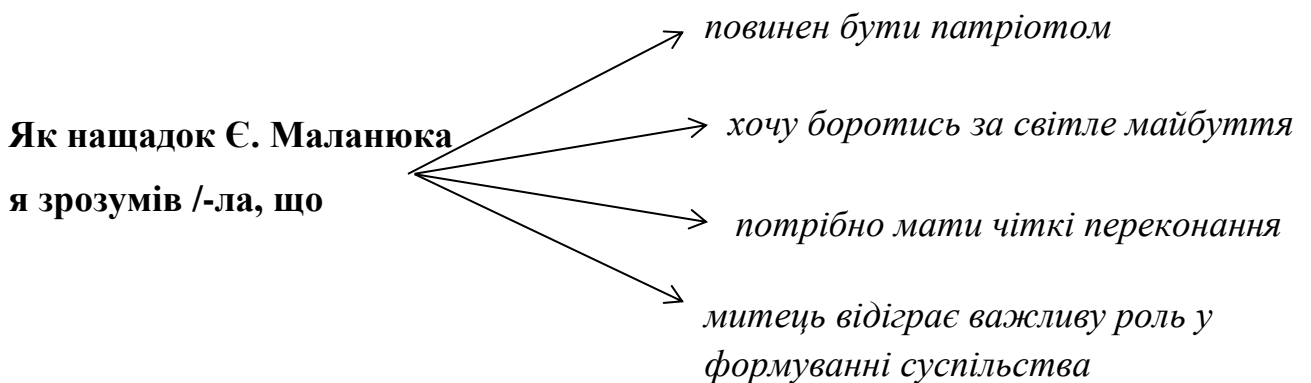 повинен бути патріотом
Як нащадок Є. Маланюка
хочу боротись за світле майбуття
я зрозумів /-ла, що
потрібно мати чіткі переконання
митець відіграє важливу роль у
формуванні суспільства